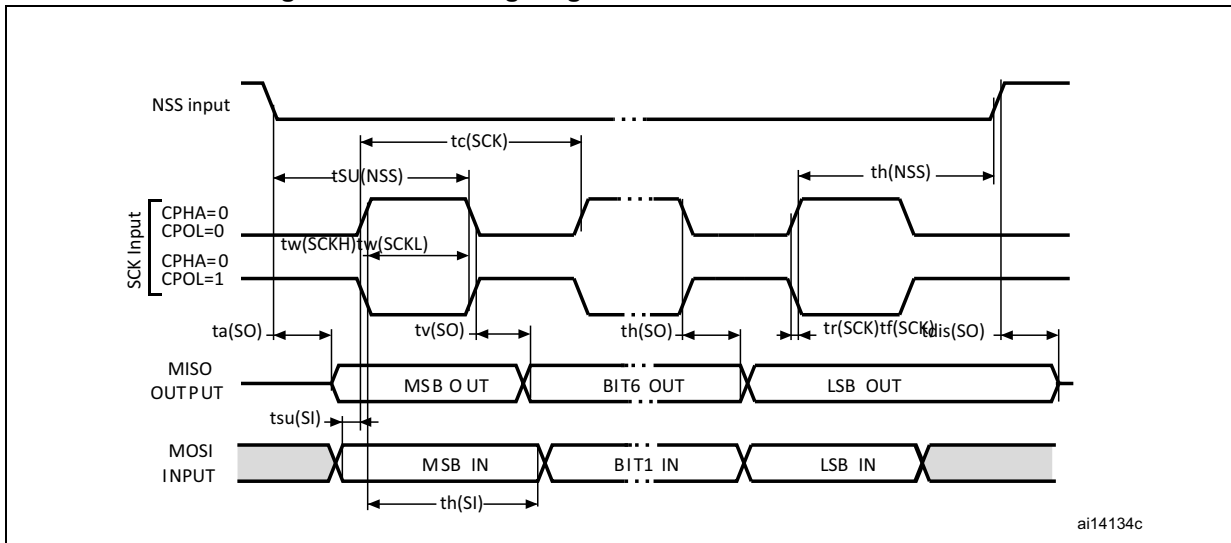 NSS input
tc(SCK)
tSU(NSS)
th(NSS)
SCK Input
CPHA=0
CPOL=0
tw(SCKH)tw(SCKL)
CPHA=0
CPOL=1
ta(SO)
tv(SO)
th(SO)
tr(SCK)tf(SCK)
tdis(SO)
MISO
OUTPUT
MSB OUT
BIT6 OUT
LSB OUT
tsu(SI)
MOSI
INPUT
MSB IN
BIT1 IN
LSB IN
th(SI)
ai14134c